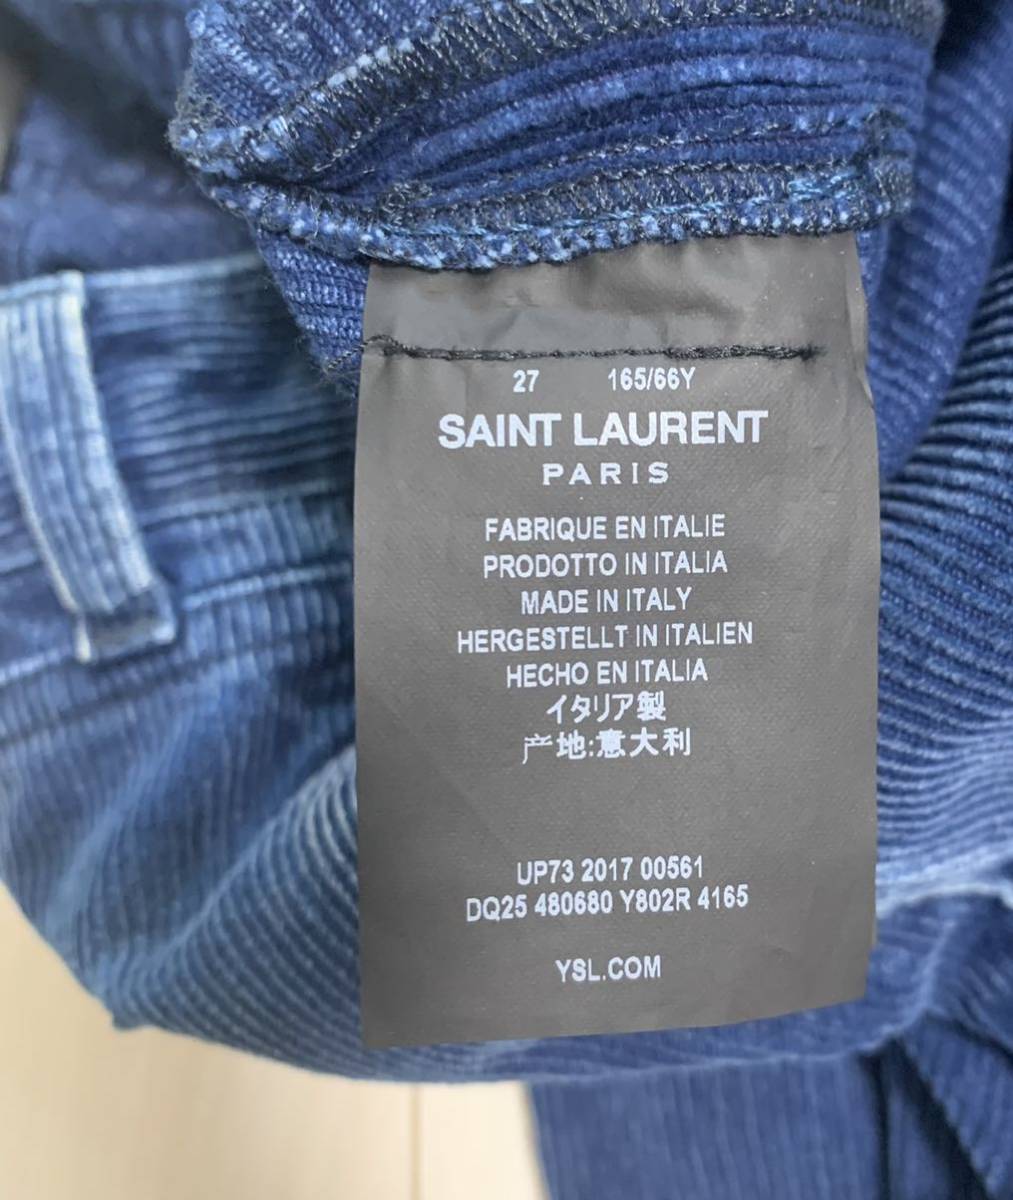 27 165/66Y
SAINT LAURENT
PARIS
FABRIQUE EN ITALIE
PRODOTTO IN ITALIA
MADE IN ITALY
HERGESTELLT IN ITALIEN
HECHO EN ITALIA
イタリア製
产地:意大利
UP73 2017 00561
DQ25 480680 Y802R 4165
YSL.COM